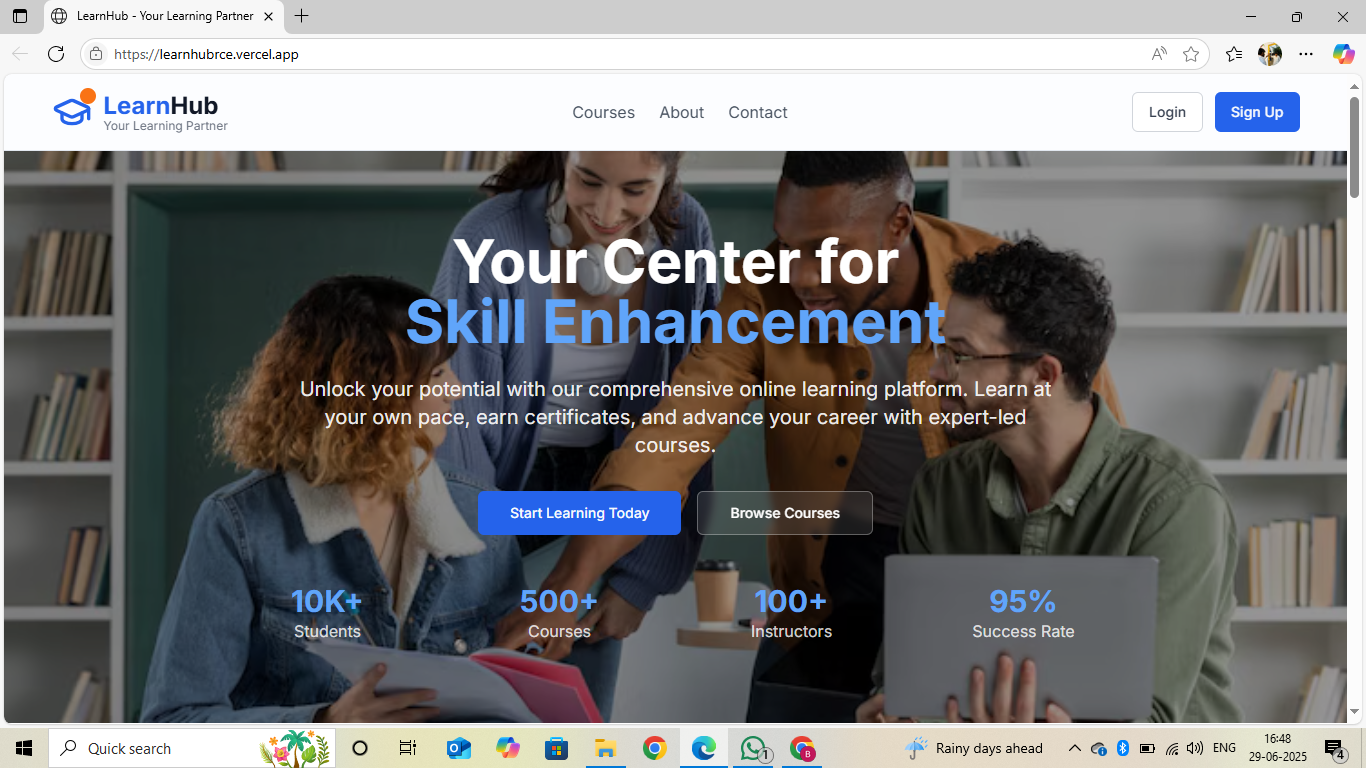 LearnHub - Your Learning Partner
https://learnhubrce.vercel.app
LearnHub
Your Learning Partner
Courses
About
Contact
Login
Sign Up
Your Center for
Skill Enhancement
Unlock your potential with our comprehensive online learning platform. Learn at
your own pace, earn certificates, and advance your career with expert-led
courses.
Start Learning Today
Browse Courses
10K+
Students
500+
Courses
100+
Instructors
95%
Success Rate
Quick search
1
B
Rainy days ahead
ENG
16:48
29-06-2025
4